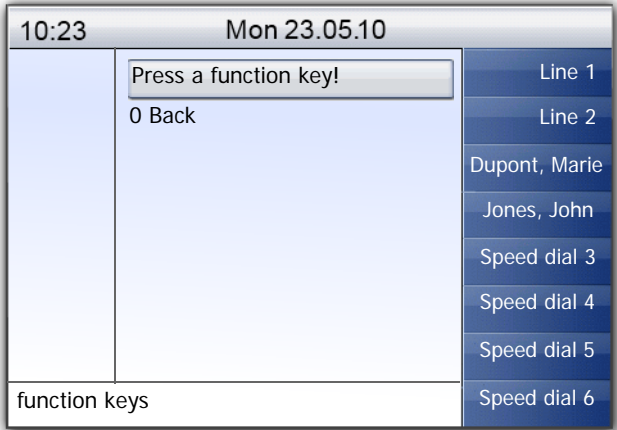 10:23
Mon 23.05.10
Press a function key!
0 Back
Line 1
Line 2
Dupont, Marie
Jones, John
Speed dial 3
Speed dial 4
Speed dial 5
Speed dial 6
function keys